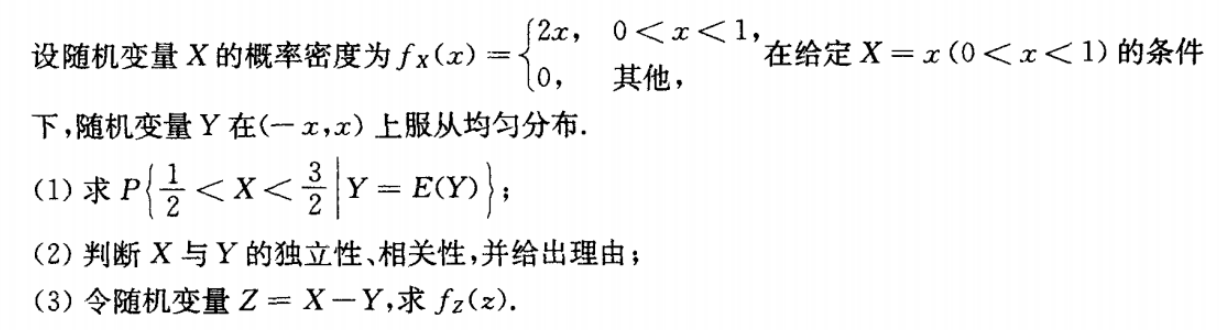 设随机变量 X 的概率密度为 f_X(x) = { 2x, 0 < x < 1, 0, 其他, 在给定 X = x (0 < x < 1) 的条件
下,随机变量 Y 在(-x,x) 上服从均匀分布.
(1) 求 P{ 1/2 < X < 3/2 | Y = E(Y) };
(2) 判断 X 与 Y 的独立性、相关性,并给出理由;
(3) 令随机变量 Z = X-Y,求 f_Z(z).